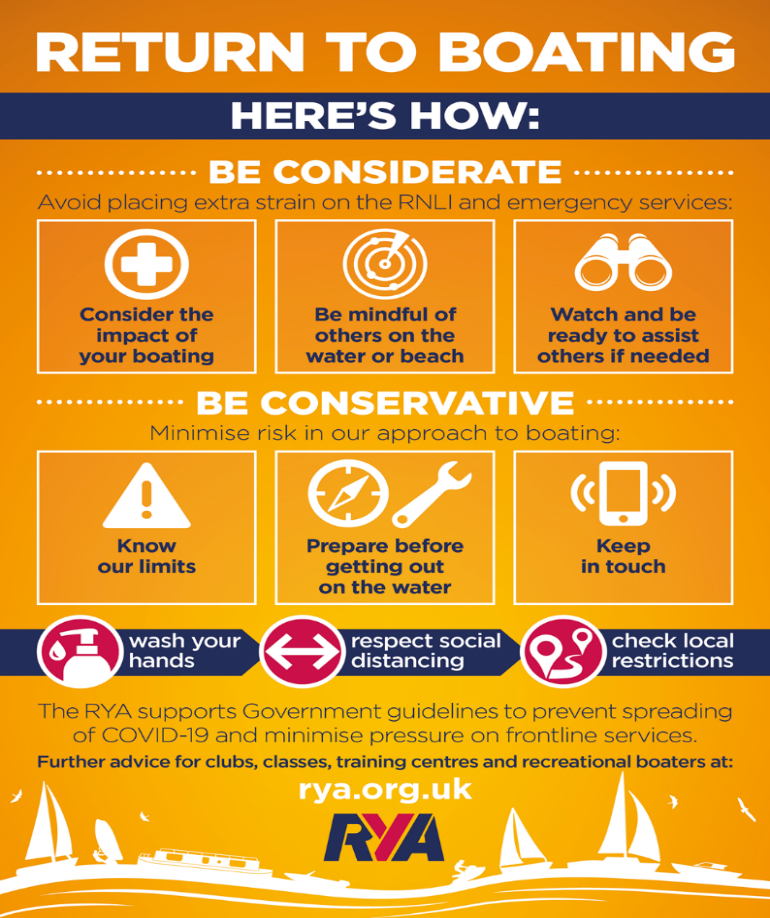 RETURN TO BOATING
HERE'S HOW:
BE CONSIDERATE
Avoid placing extra strain on the RNLI and emergency services:
Consider the
impact of
your boating
Be mindful of
others on the
water or beach
Watch and be
ready to assist
others if needed
BE CONSERVATIVE
Minimise risk in our approach to boating:
Know
our limits
Prepare before
getting out
on the water
Keep
in touch
wash your
hands
respect social
distancing
check local
restrictions
The RYA supports Government guidelines to prevent spreading
of COVID-19 and minimise pressure on frontline services.
Further advice for clubs, classes, training centres and recreational boaters at:
rya.org.uk
RYA